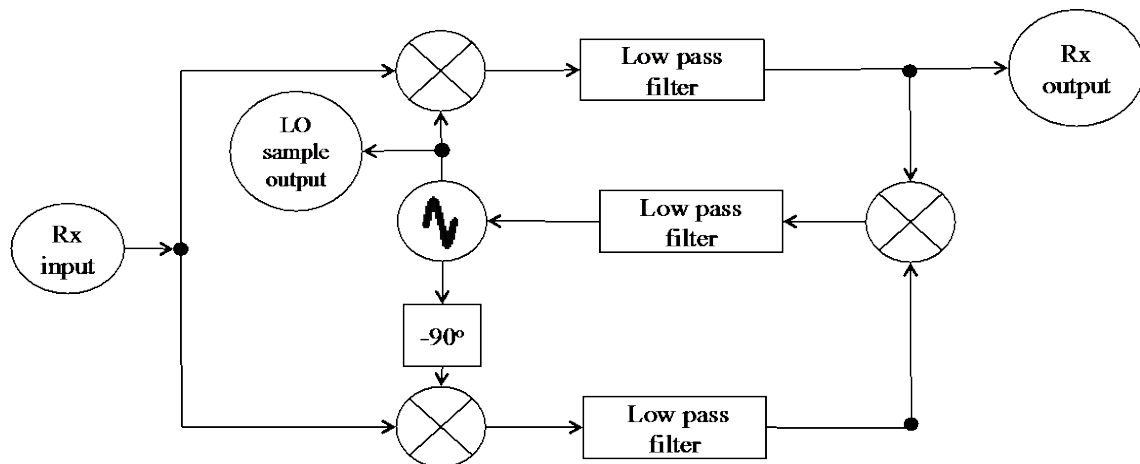 Low pass
filter
Rx
output
LO
sample
output
Low pass
filter
Rx
input
-90º
Low pass
filter